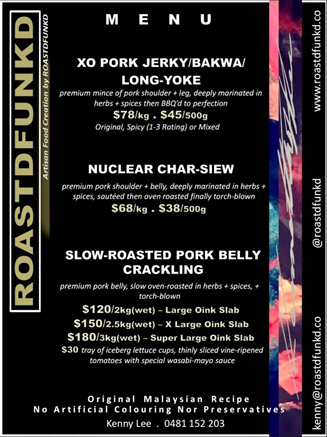 M E N U
ROASTDFUNKD
Artisan Food Creation by ROASTDFUNKD
XO PORK JERKY/BAKWA/
LONG-YOKE
premium mince of pork shoulder + leg, deeply marinated in
herbs + spices then BBQ'd to perfection
$78/kg . $45/500g
Original, Spicy (1-3 Rating) or Mixed
NUCLEAR CHAR-SIEW
premium pork shoulder + belly, deeply marinated in herbs +
spices, sautéed then oven roasted finally torch-blown
$68/kg . $38/500g
SLOW-ROASTED PORK BELLY
CRACKLING
premium pork belly, slow oven-roasted in herbs + spices, +
torch-blown
$120/2kg(wet) – Large Oink Slab
$150/2.5kg(wet) – X Large Oink Slab
$180/3kg(wet) – Super Large Oink Slab
$30 tray of iceberg lettuce cups, thinly sliced vine-ripened
tomatoes with special wasabi-mayo sauce
Original Malaysian Recipe
No Artificial Colouring Nor Preservatives
Kenny Lee . 0481 152 203
www.roastdfunkd.co
@roastdfunkd
kenny@roastdfunkd.co